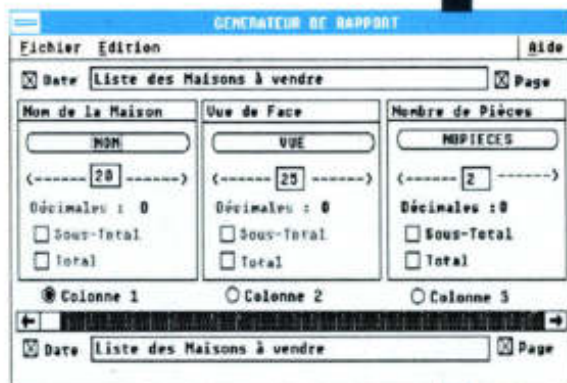 GENERATEUR DE RAPPORT
Fichier Edition Aide
Date Liste des Maisons à vendre Page
Nom de la Maison Vue de Face Nombre de Pièces
NOM VUE NBPIECES
<------ 20 ------> <------ 25 ------> <------ 2 ------>
Décimales : 0 Décimales : 0 Décimales :0
Sous-Total Sous-Total Sous-Total
Total Total Total
Colonne 1 Colonne 2 Colonne 3
Date Liste des Maisons à vendre Page